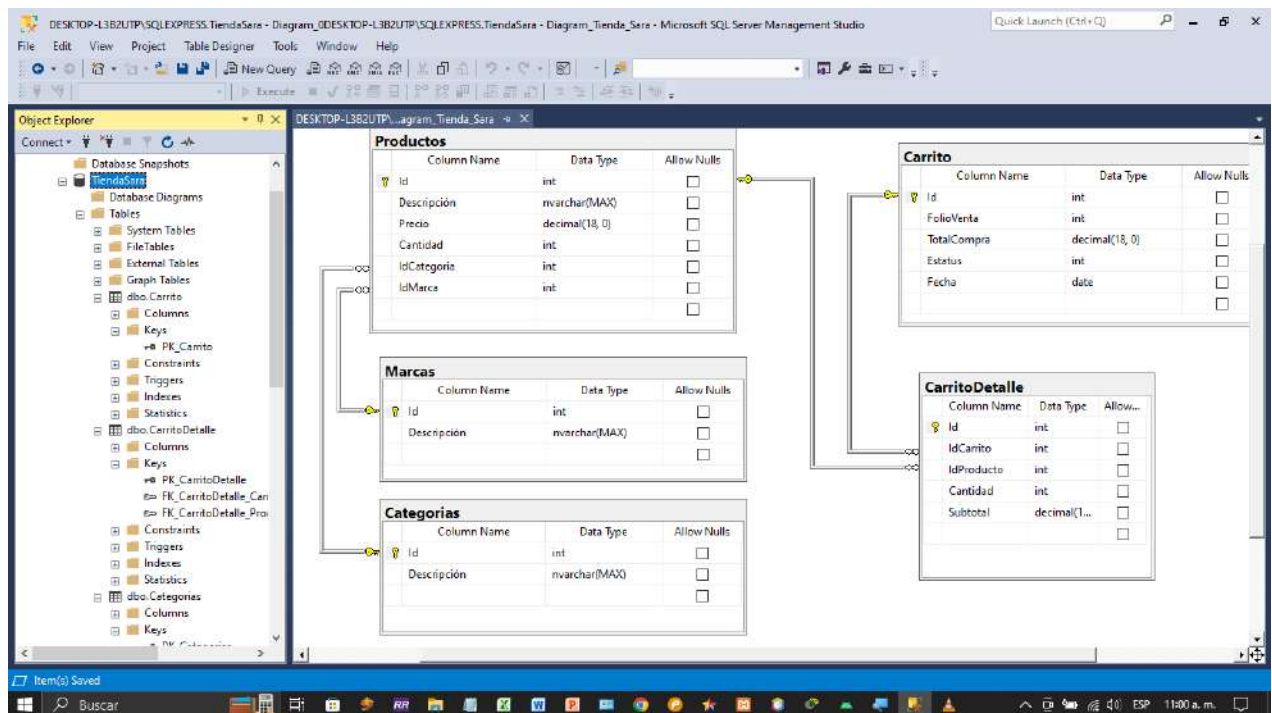 DESKTOP-L3B2UTP\SQLEXPRESS.TiendaSara - Diagram_0DESKTOP-L3B2UTP\SQLEXPRESS.TiendaSara - Diagram_Tienda_Sara - Microsoft SQL Server Management Studio
Quick Launch (Ctrl+Q)
File Edit View Project Table Designer Tools Window Help
New Query
Execute
Object Explorer
Connect
Database Snapshots
TiendaSara
Database Diagrams
Tables
System Tables
FileTables
External Tables
Graph Tables
dbo.Carrito
Columns
Keys
PK_Carrito
Constraints
Triggers
Indexes
Statistics
dbo.CarritoDetalle
Columns
Keys
PK_CarritoDetalle
FK_CarritoDetalle_Carr
FK_CarritoDetalle_Pro
Constraints
Triggers
Indexes
Statistics
dbo.Categorias
Columns
Keys
DESKTOP-L3B2UTP\...agram_Tienda_Sara
Productos
Column Name Data Type Allow Nulls
Id int
Descripción nvarchar(MAX)
Precio decimal(18, 0)
Cantidad int
IdCategoria int
IdMarca int
Marcas
Column Name Data Type Allow Nulls
Id int
Descripción nvarchar(MAX)
Categorias
Column Name Data Type Allow Nulls
Id int
Descripción nvarchar(MAX)
Carrito
Column Name Data Type Allow Nulls
Id int
FolioVenta int
TotalCompra decimal(18, 0)
Estatus int
Fecha date
CarritoDetalle
Column Name Data Type Allow...
Id int
IdCarrito int
IdProducto int
Cantidad int
Subtotal decimal(1...
Item(s) Saved
Buscar
ESP 11:00 a. m.